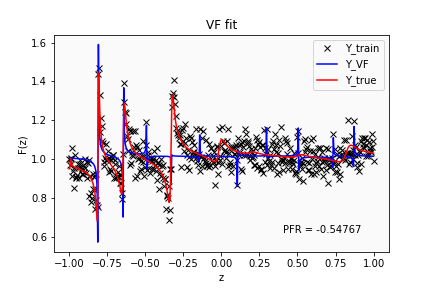 VF fit
Y_train
Y_VF
Y_true
1.6
1.4
1.2
1.0
0.8
0.6
F(z)
PFR = -0.54767
−1.00 −0.75 −0.50 −0.25 0.00 0.25 0.50 0.75 1.00
z